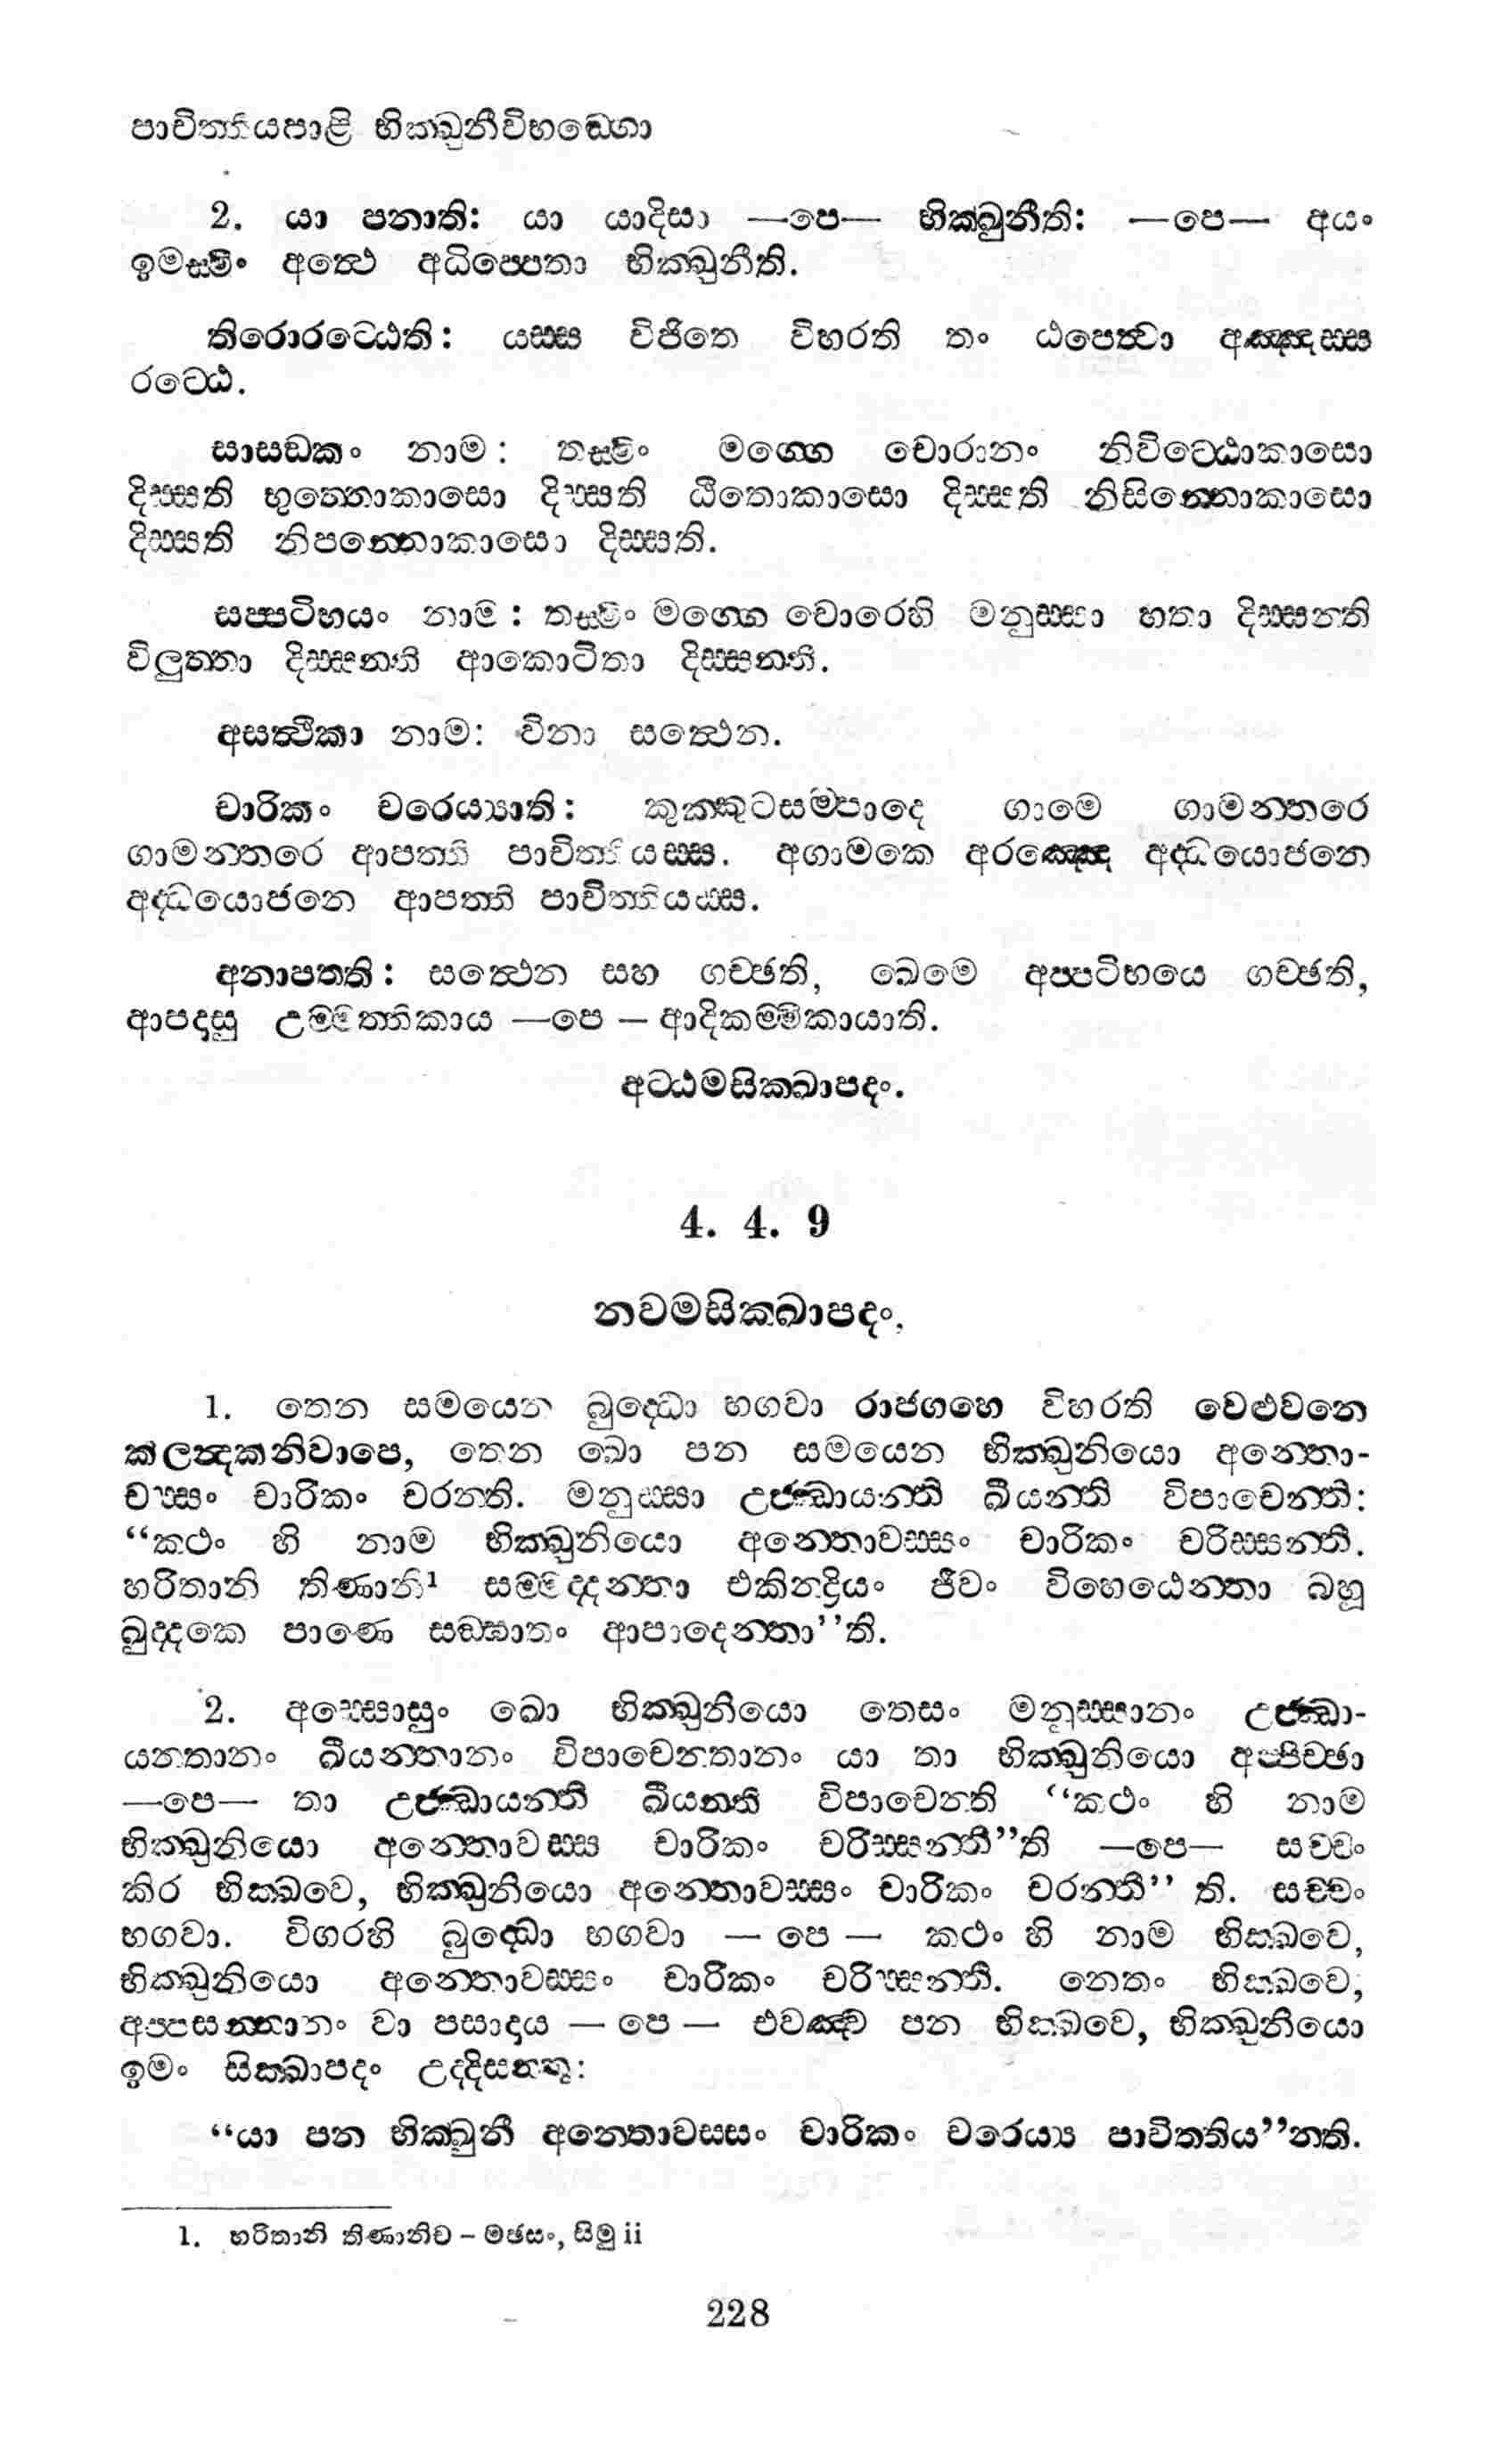 පාචිත්තියපාළි භික්ඛුනීවිභඞ්ගො
2. යා පනාති: යා යාදිසා —පෙ— භික්ඛුනීති: —පෙ— අයං
ඉමස්මිං අත්ථෙ අධිප්පෙතා භික්ඛුනීති.
තිරොරට්ඨෙති: යස්ස විජිතෙ විහරති තං ඨපෙත්වා අඤ්ඤස්ස
රට්ඨෙ.
සාසඞ්කං නාම: තස්මිං මග්ගෙ චොරානං නිවිට්ඨොකාසො
දිස්සති භුත්තොකාසො දිස්සති ඨිතොකාසො දිස්සති නිසින්නොකාසො
දිස්සති නිපන්නොකාසො දිස්සති.
සප්පටිභයං නාම: තස්මිං මග්ගෙ චොරෙහි මනුස්සා හතා දිස්සන්ති
විලුත්තා දිස්සන්ති ආකොටිතා දිස්සන්ති.
අසත්ථිකා නාම: විනා සත්ථෙන.
චාරිකං චරෙය්‍යාති: කුක්කුටසම්පාදෙ ගාමෙ ගාමන්තරෙ
ගාමන්තරෙ ආපත්ති පාචිත්තියස්ස. අගාමකෙ අරඤ්ඤෙ අද්ධයොජනෙ
අද්ධයොජනෙ ආපත්ති පාචිත්තියස්ස.
අනාපත්ති: සත්ථෙන සහ ගච්ඡති, ඛෙමෙ අප්පටිභයෙ ගච්ඡති,
ආපදාසු උම්මත්තිකාය —පෙ— ආදිකම්මිකායාති.
අට්ඨමසික්ඛාපදං.
4. 4. 9
නවමසික්ඛාපදං.
1. තෙන සමයෙන බුද්ධො භගවා රාජගහෙ විහරති වෙළුවනෙ
කලන්දකනිවාපෙ, තෙන ඛො පන සමයෙන භික්ඛුනියො අන්තො-
වස්සං චාරිකං චරන්ති. මනුස්සා උජ්ඣායන්ති ඛීයන්ති විපාචෙන්ති:
“කථං හි නාම භික්ඛුනියො අන්තොවස්සං චාරිකං චරිස්සන්ති.
හරිතානි තිණානි¹ සම්මද්දන්තා එකින්ද්‍රියං ජීවං විහෙඨෙන්තා බහූ
ඛුද්දකෙ පාණෙ සඞ්ඝාතං ආපාදෙන්තා’’ති.
2. අස්සොසුං ඛො භික්ඛුනියො තෙසං මනුස්සානං උජ්ඣා-
යන්තානං ඛීයන්තානං විපාචෙන්තානං යා තා භික්ඛුනියො අප්පිච්ඡා
—පෙ— තා උජ්ඣායන්ති ඛීයන්ති විපාචෙන්ති “කථං හි නාම
භික්ඛුනියො අන්තොවස්ස චාරිකං චරිස්සන්තී”ති —පෙ— සච්චං
කිර භික්ඛවෙ, භික්ඛුනියො අන්තොවස්සං චාරිකං චරන්තී’’ ති. සච්චං
භගවා. විගරහි බුද්ධො භගවා —පෙ— කථං හි නාම භික්ඛවෙ,
භික්ඛුනියො අන්තොවස්සං චාරිකං චරිස්සන්ති. නෙතං භික්ඛවෙ,
අප්පසන්නානං වා පසාදාය —පෙ— එවඤ්ච පන භික්ඛවෙ, භික්ඛුනියො
ඉමං සික්ඛාපදං උද්දිසන්තු:
“යා පන භික්ඛුනී අන්තොවස්සං චාරිකං චරෙය්‍ය පාචිත්තිය”න්ති.
1. හරිතානි තිණානිච – මඡසං, සිමු ii
228